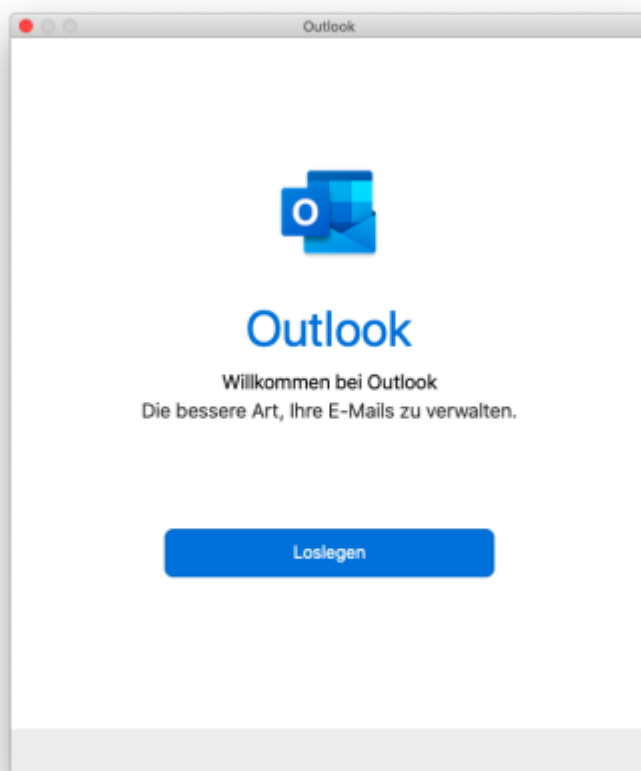 Outlook
O
Outlook
Willkommen bei Outlook
Die bessere Art, Ihre E-Mails zu verwalten.
Loslegen